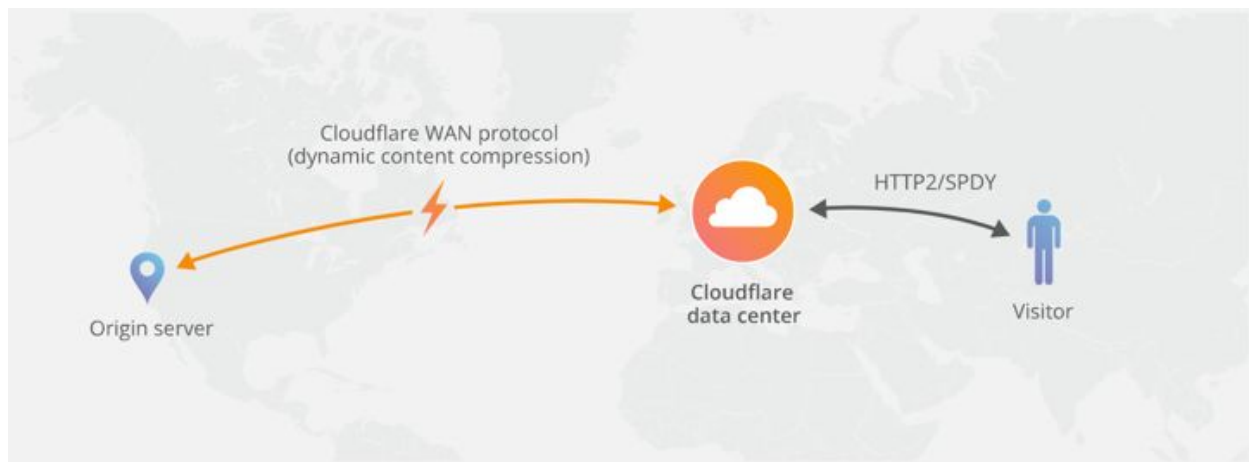 Cloudflare WAN protocol
(dynamic content compression)
HTTP2/SPDY
Cloudflare
data center
Visitor
Origin server